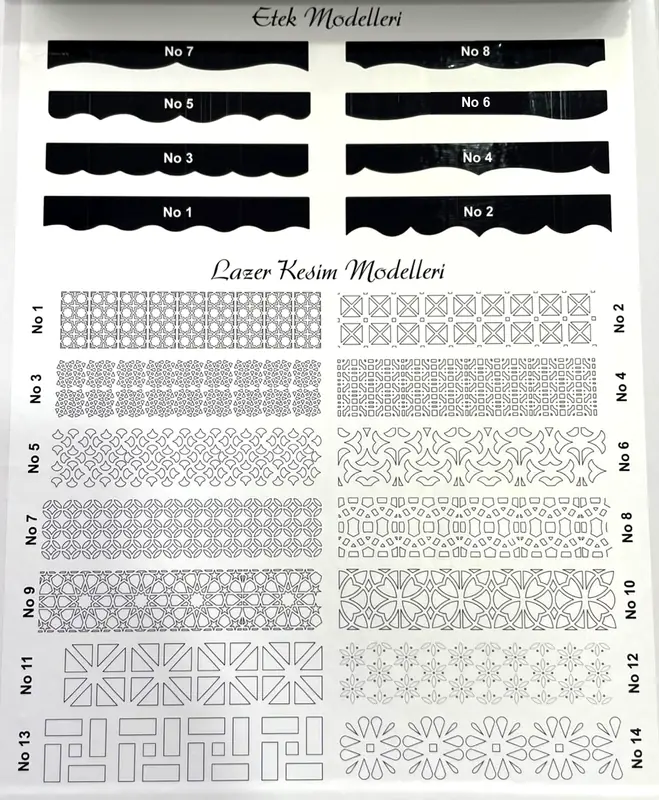 Etek Modelleri
No 7
No 8
No 5
No 6
No 3
No 4
No 1
No 2
Lazer Kesim Modelleri
No 1
No 2
No 3
No 4
No 5
No 6
No 7
No 8
No 9
No 10
No 11
No 12
No 13
No 14